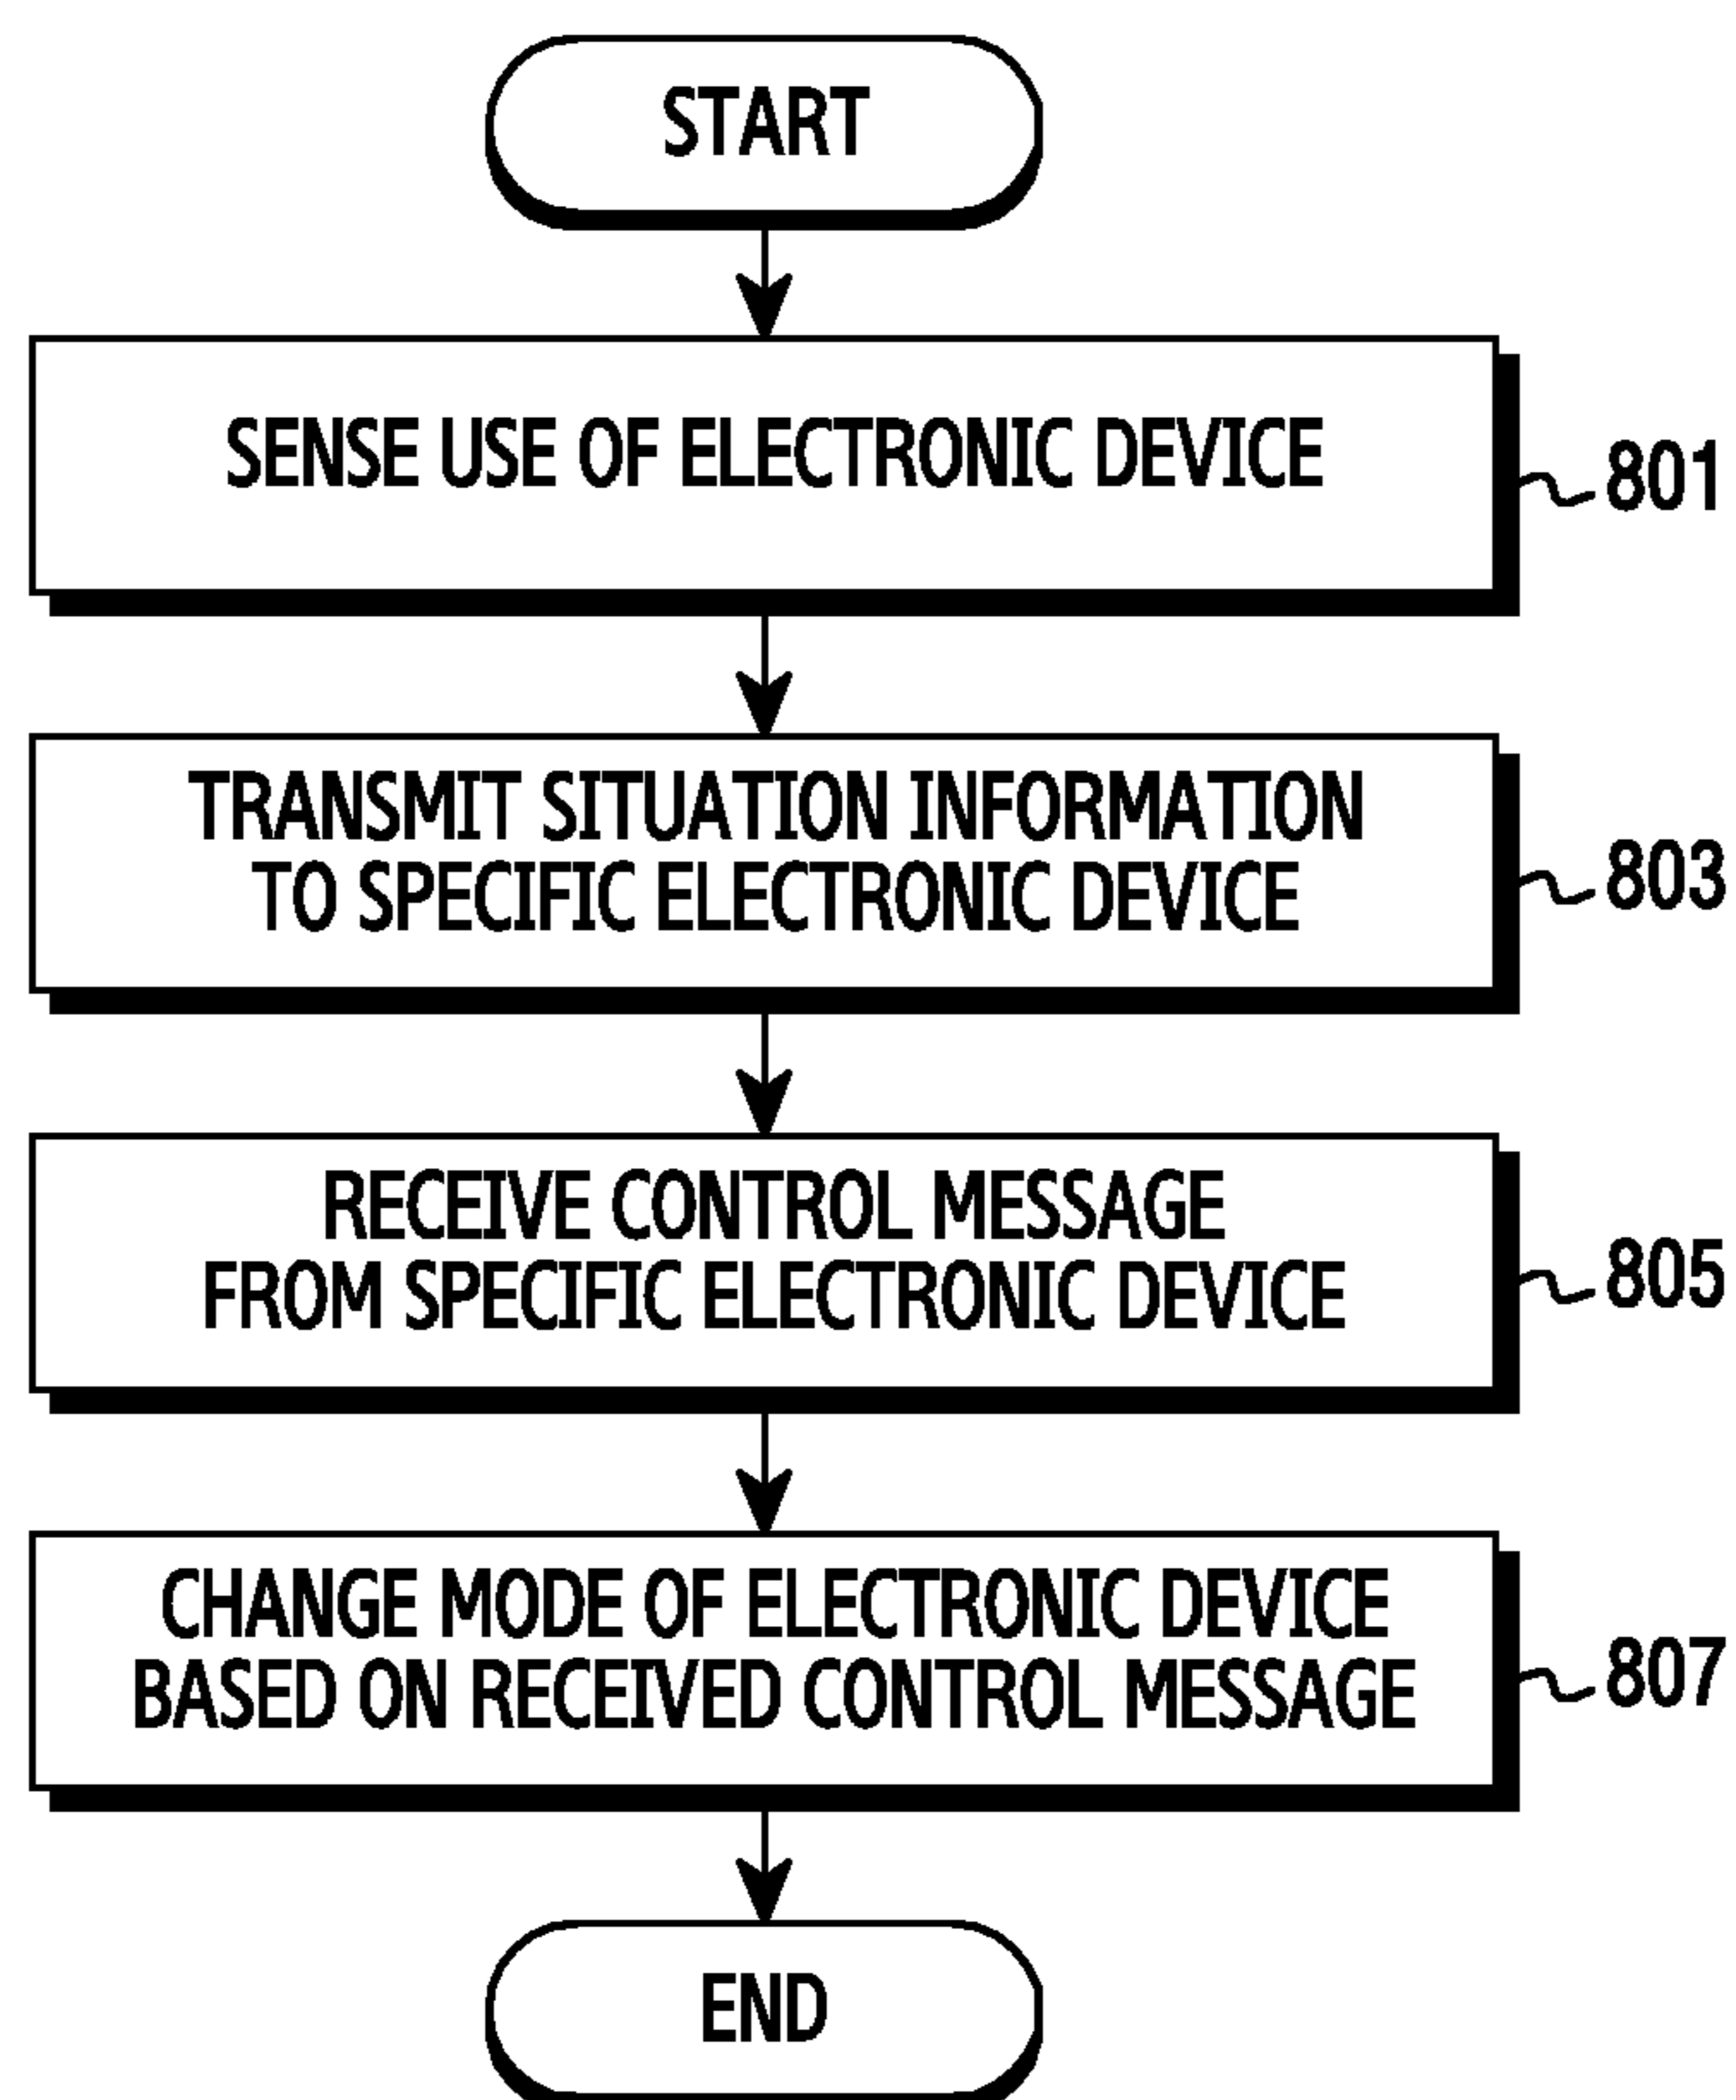 START
SENSE USE OF ELECTRONIC DEVICE
801
TRANSMIT SITUATION INFORMATION
TO SPECIFIC ELECTRONIC DEVICE
803
RECEIVE CONTROL MESSAGE
FROM SPECIFIC ELECTRONIC DEVICE
805
CHANGE MODE OF ELECTRONIC DEVICE
BASED ON RECEIVED CONTROL MESSAGE
807
END